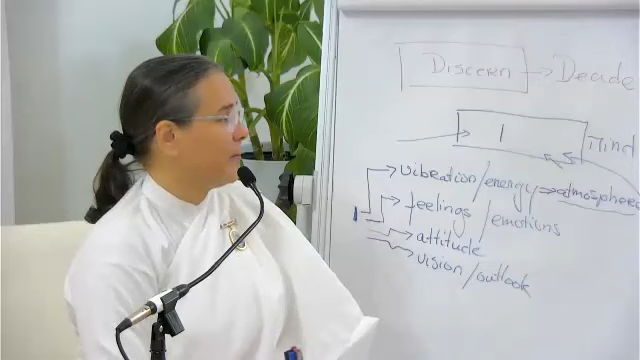 Discern → Decide
1 Mind
vibration/energy ⇒ atmosphere
feelings / emotions
attitude
vision/outlook